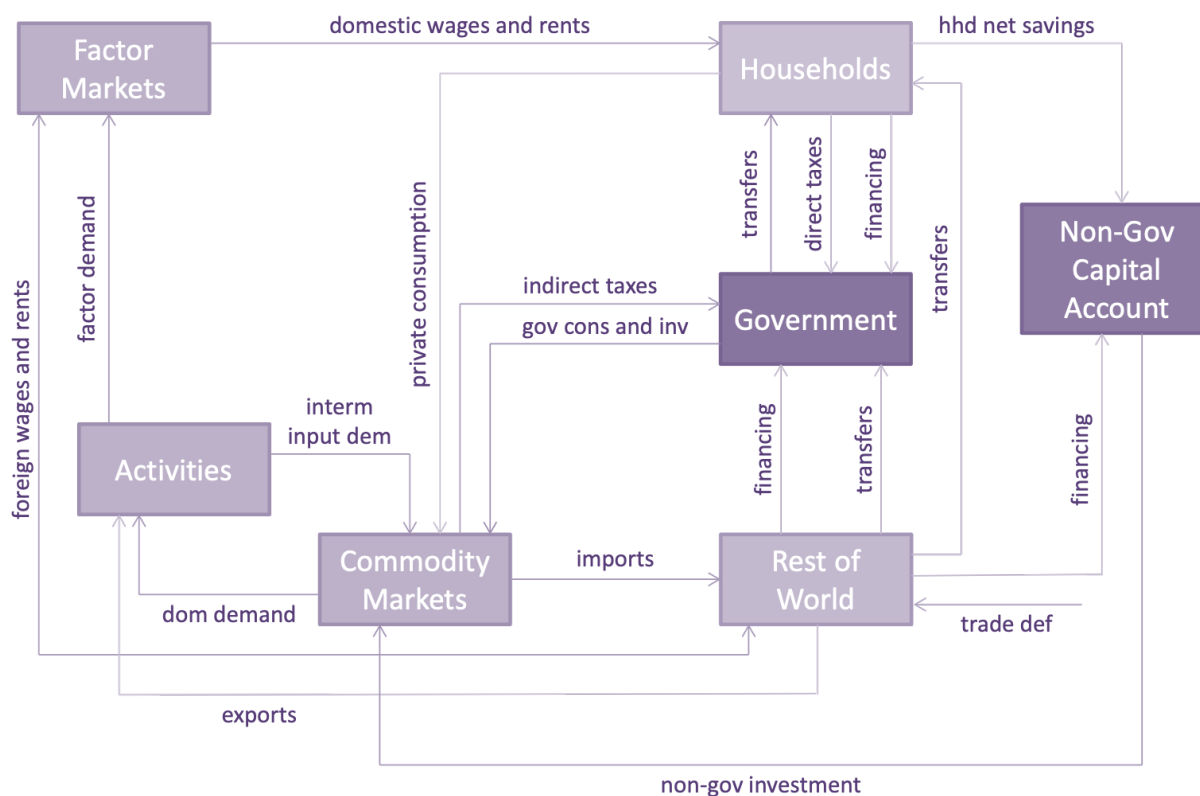 domestic wages and rents
hhd net savings
Factor
Markets
Households
transfers
direct taxes
financing
private consumption
factor demand
foreign wages and rents
transfers
Non-Gov
Capital
Account
indirect taxes
gov cons and inv
Government
interm
input dem
Activities
financing
transfers
financing
Commodity
Markets
imports
Rest of
World
dom demand
trade def
exports
non-gov investment